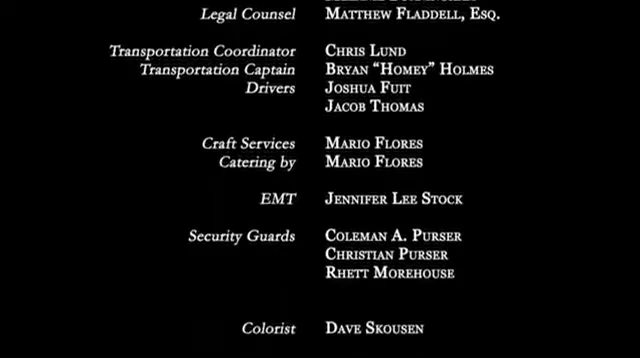 Legal Counsel Matthew Fladdell, Esq.
Transportation Coordinator Chris Lund
Transportation Captain Bryan “Homey” Holmes
Drivers Joshua Fuit
Jacob Thomas
Craft Services Mario Flores
Catering by Mario Flores
EMT Jennifer Lee Stock
Security Guards Coleman A. Purser
Christian Purser
Rhett Morehouse
Colorist Dave Skousen